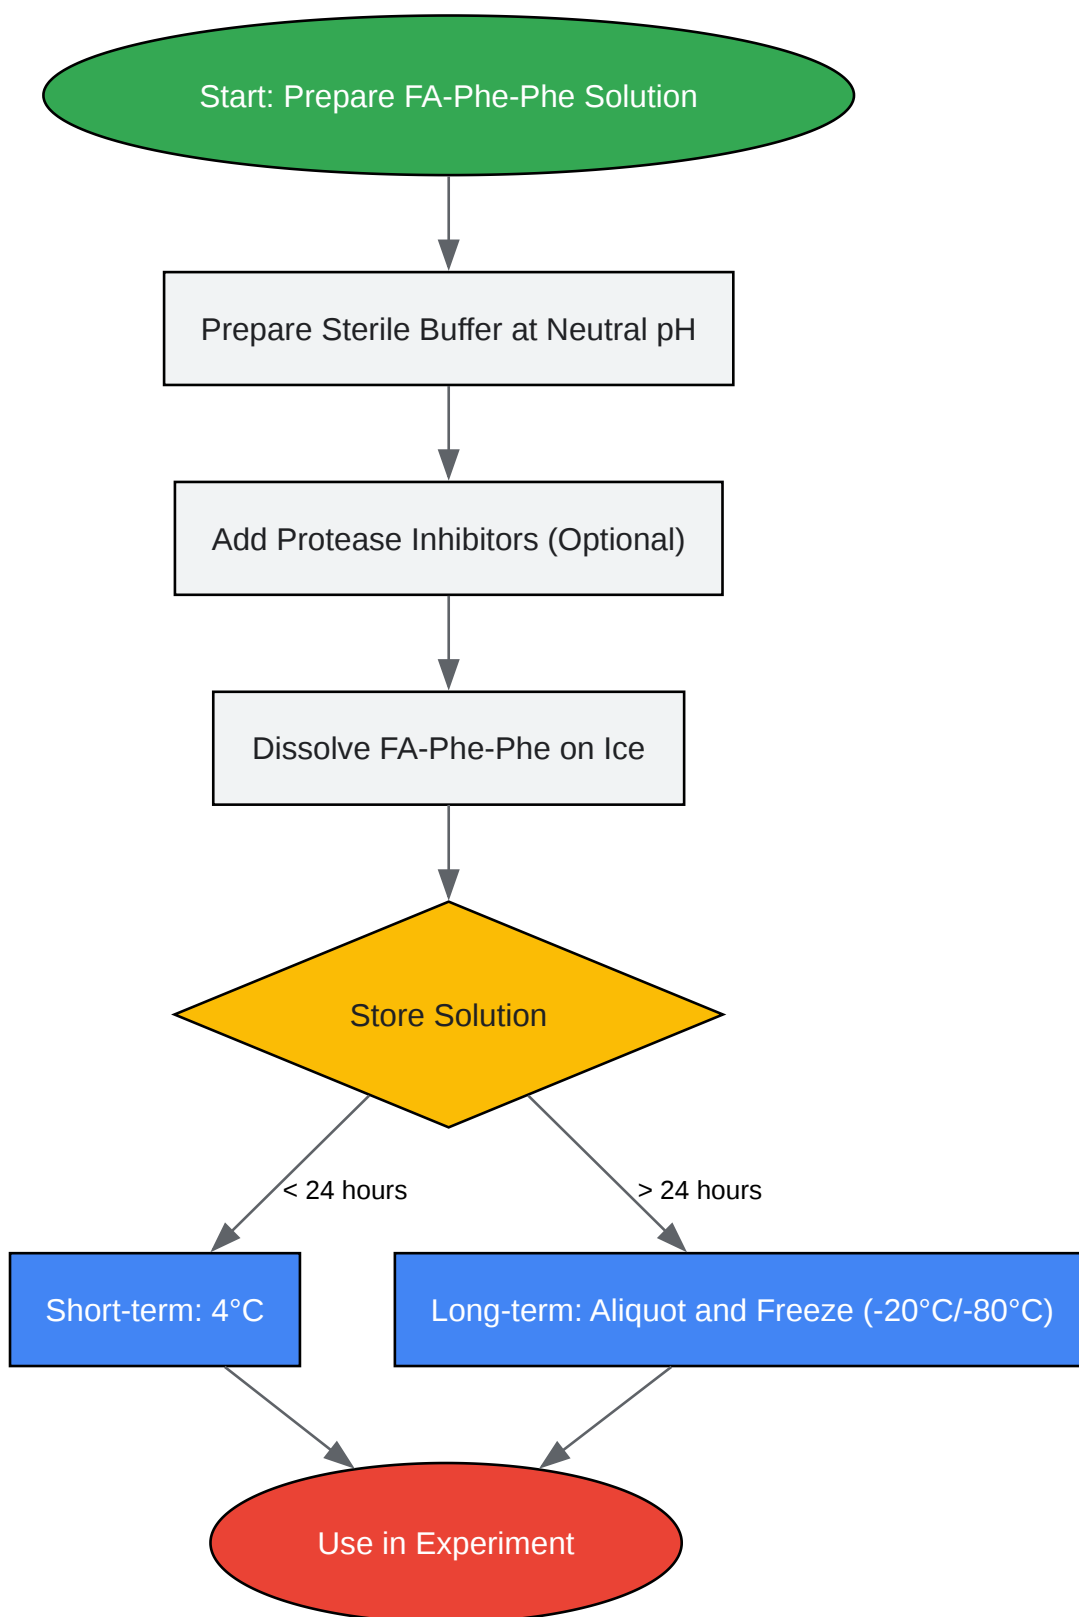 Start: Prepare FA-Phe-Phe Solution
Prepare Sterile Buffer at Neutral pH
Add Protease Inhibitors (Optional)
Dissolve FA-Phe-Phe on Ice
Store Solution
< 24 hours
> 24 hours
Short-term: 4°C
Long-term: Aliquot and Freeze (-20°C/-80°C)
Use in Experiment